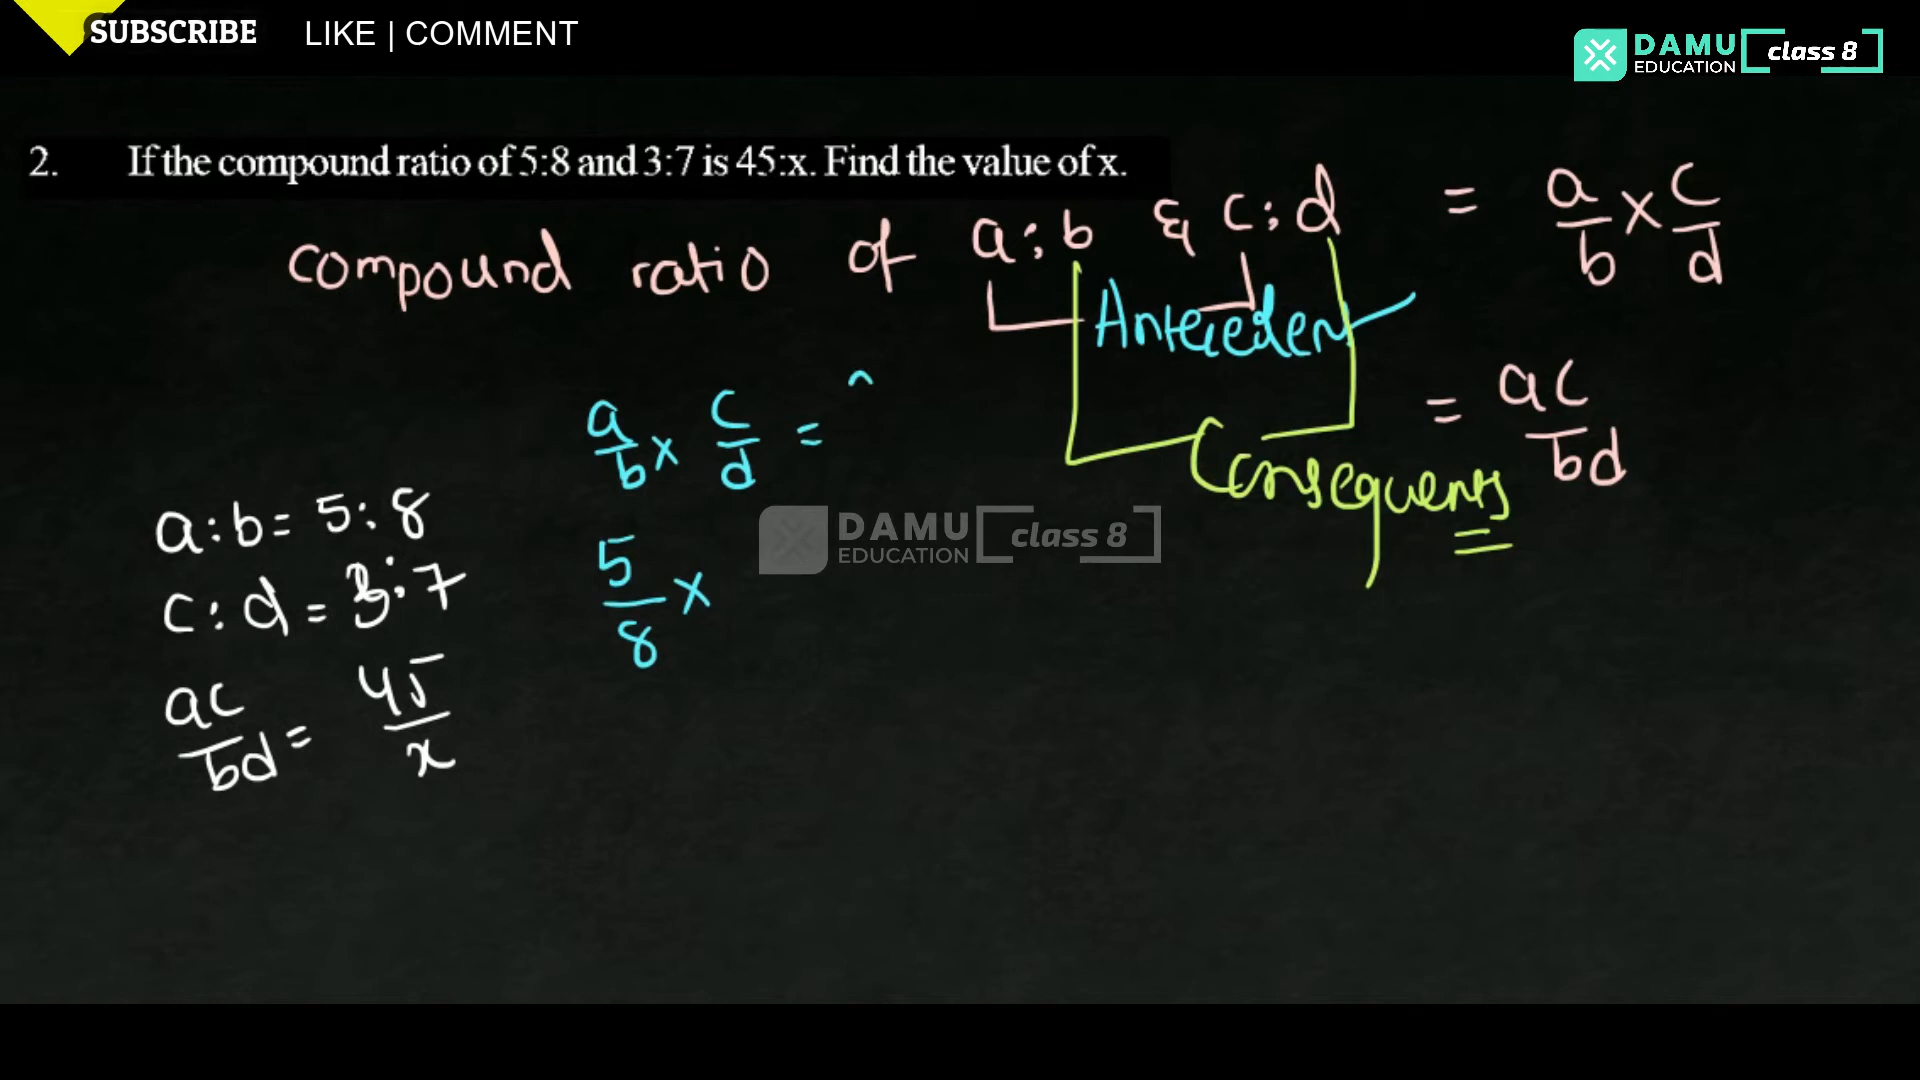 SUBSCRIBE LIKE | COMMENT
DAMU EDUCATION class 8
2. If the compound ratio of 5:8 and 3:7 is 45:x. Find the value of x.
compound ratio of a:b & c:d = a/b × c/d
Anteceden
= ac/bd
Consequents
a/b × c/d =
a:b = 5:8
c:d = 3:7
ac/bd = 45/x
5/8 ×
DAMU EDUCATION class 8